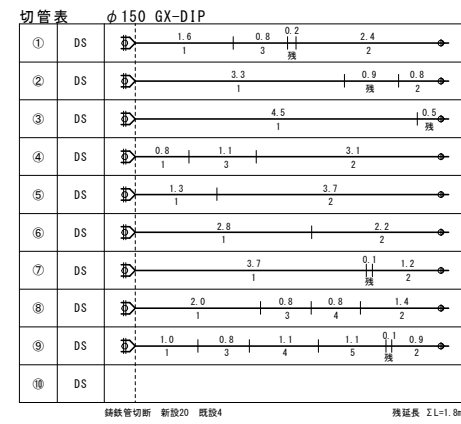 切管表 φ150 GX-DIP
① DS 1.6 0.8 0.2 2.4
1 3 残 2
② DS 3.3 0.9 0.8
1 残 2
③ DS 4.5 0.5
1 残
④ DS 0.8 1.1 3.1
1 3 2
⑤ DS 1.3 3.7
1 2
⑥ DS 2.8 2.2
1 2
⑦ DS 3.7 0.1 1.2
1 残 2
⑧ DS 2.0 0.8 0.8 1.4
1 3 4 2
⑨ DS 1.0 0.8 1.1 1.1 0.1 0.9
1 3 4 5 残 2
⑩ DS
鋳鉄管切断 新設20 既設4 残延長 ΣL=1.8m